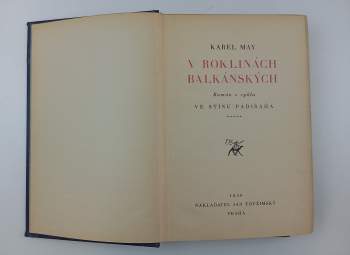 KAREL MAY
V ROKLINÁCH
BALKÁNSKÝCH
Román z cyklu
VE STÍNU PADIŠAHA
NAKLADATEL JAN TOUŽIMSKÝ
PRAHA